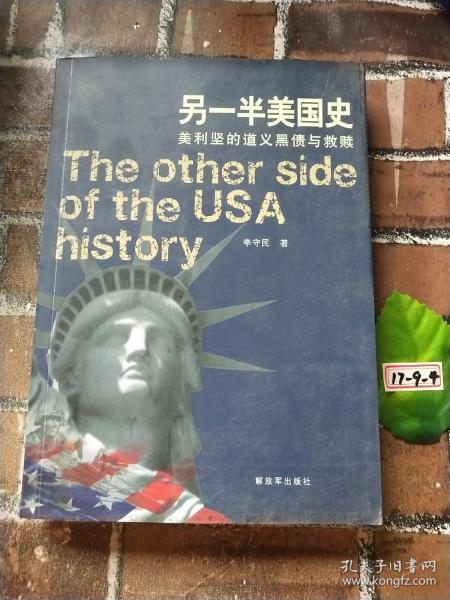 另一半美国史
美利坚的道义黑债与救赎
The other side
of the USA
history
李守民 著
解放军出版社
17-9-4
孔夫子旧书网
www.kongfz.com